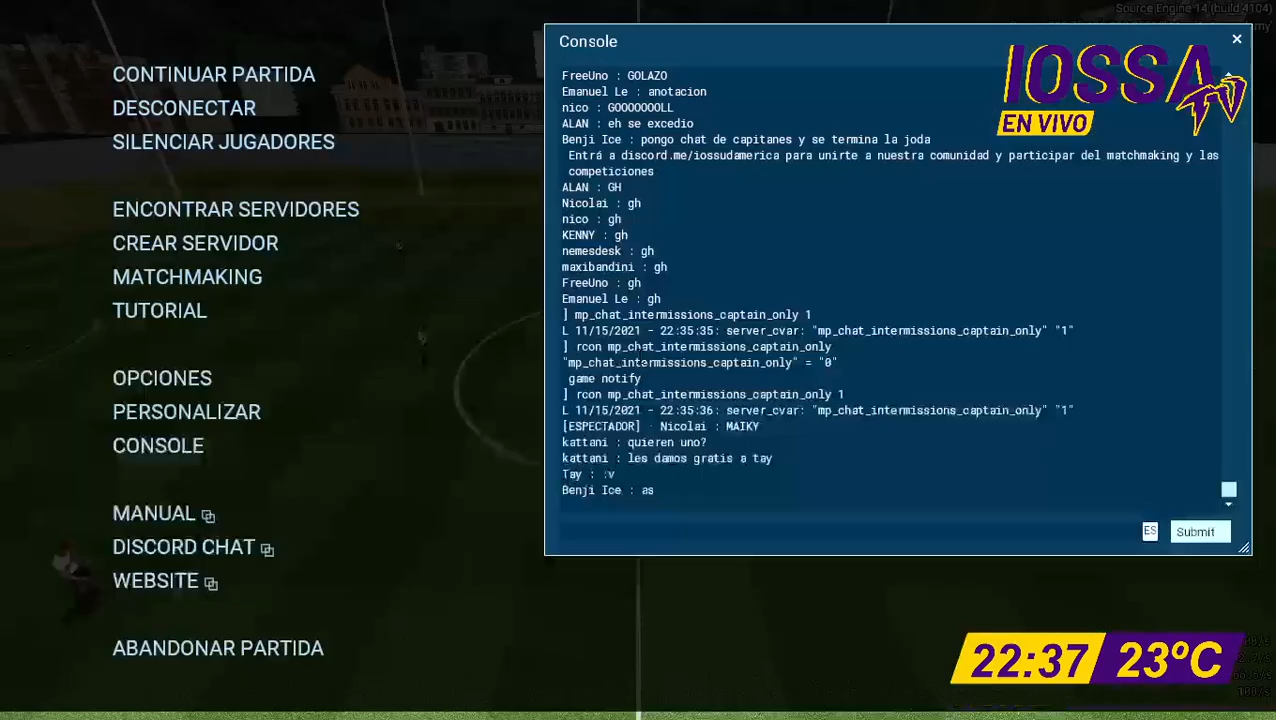 Source Engine 14 (build 4104)
CONTINUAR PARTIDA
DESCONECTAR
SILENCIAR JUGADORES
ENCONTRAR SERVIDORES
CREAR SERVIDOR
MATCHMAKING
TUTORIAL
OPCIONES
PERSONALIZAR
CONSOLE
MANUAL
DISCORD CHAT
WEBSITE
ABANDONAR PARTIDA
Console
FreeUno : GOLAZO
Emanuel Le : anotacion
nico : GOOOOOOOLL
ALAN : eh se excedio
Benji Ice : pongo chat de capitanes y se termina la joda
Entrá a discord.me/iossudamerica para unirte a nuestra comunidad y participar del matchmaking y las
competiciones
ALAN : GH
Nicolai : gh
nico : gh
KENNY : gh
nemesdesk : gh
maxibandini : gh
FreeUno : gh
Emanuel Le : gh
] mp_chat_intermissions_captain_only 1
L 11/15/2021 - 22:35:35: server_cvar: "mp_chat_intermissions_captain_only" "1"
] rcon mp_chat_intermissions_captain_only
"mp_chat_intermissions_captain_only" = "0"
game notify
] rcon mp_chat_intermissions_captain_only 1
L 11/15/2021 - 22:35:36: server_cvar: "mp_chat_intermissions_captain_only" "1"
[ESPECTADOR] · Nicolai : MAIKY
kattani : quieren uno?
kattani : les damos gratis a tay
Tay : :v
Benji Ice : as
ES
Submit
IOSSA TV
EN VIVO
22:37
23ºC